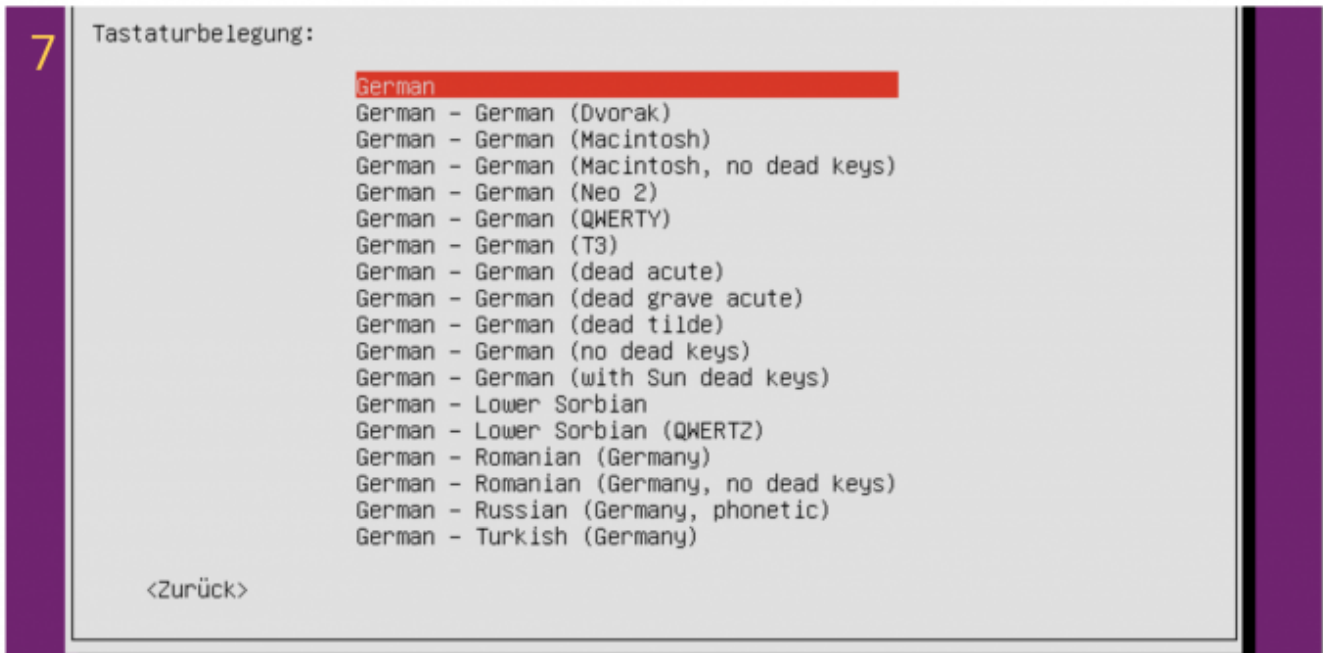 7
Tastaturbelegung:
German
German - German (Dvorak)
German - German (Macintosh)
German - German (Macintosh, no dead keys)
German - German (Neo 2)
German - German (QWERTY)
German - German (T3)
German - German (dead acute)
German - German (dead grave acute)
German - German (dead tilde)
German - German (no dead keys)
German - German (with Sun dead keys)
German - Lower Sorbian
German - Lower Sorbian (QWERTZ)
German - Romanian (Germany)
German - Romanian (Germany, no dead keys)
German - Russian (Germany, phonetic)
German - Turkish (Germany)
<Zurück>